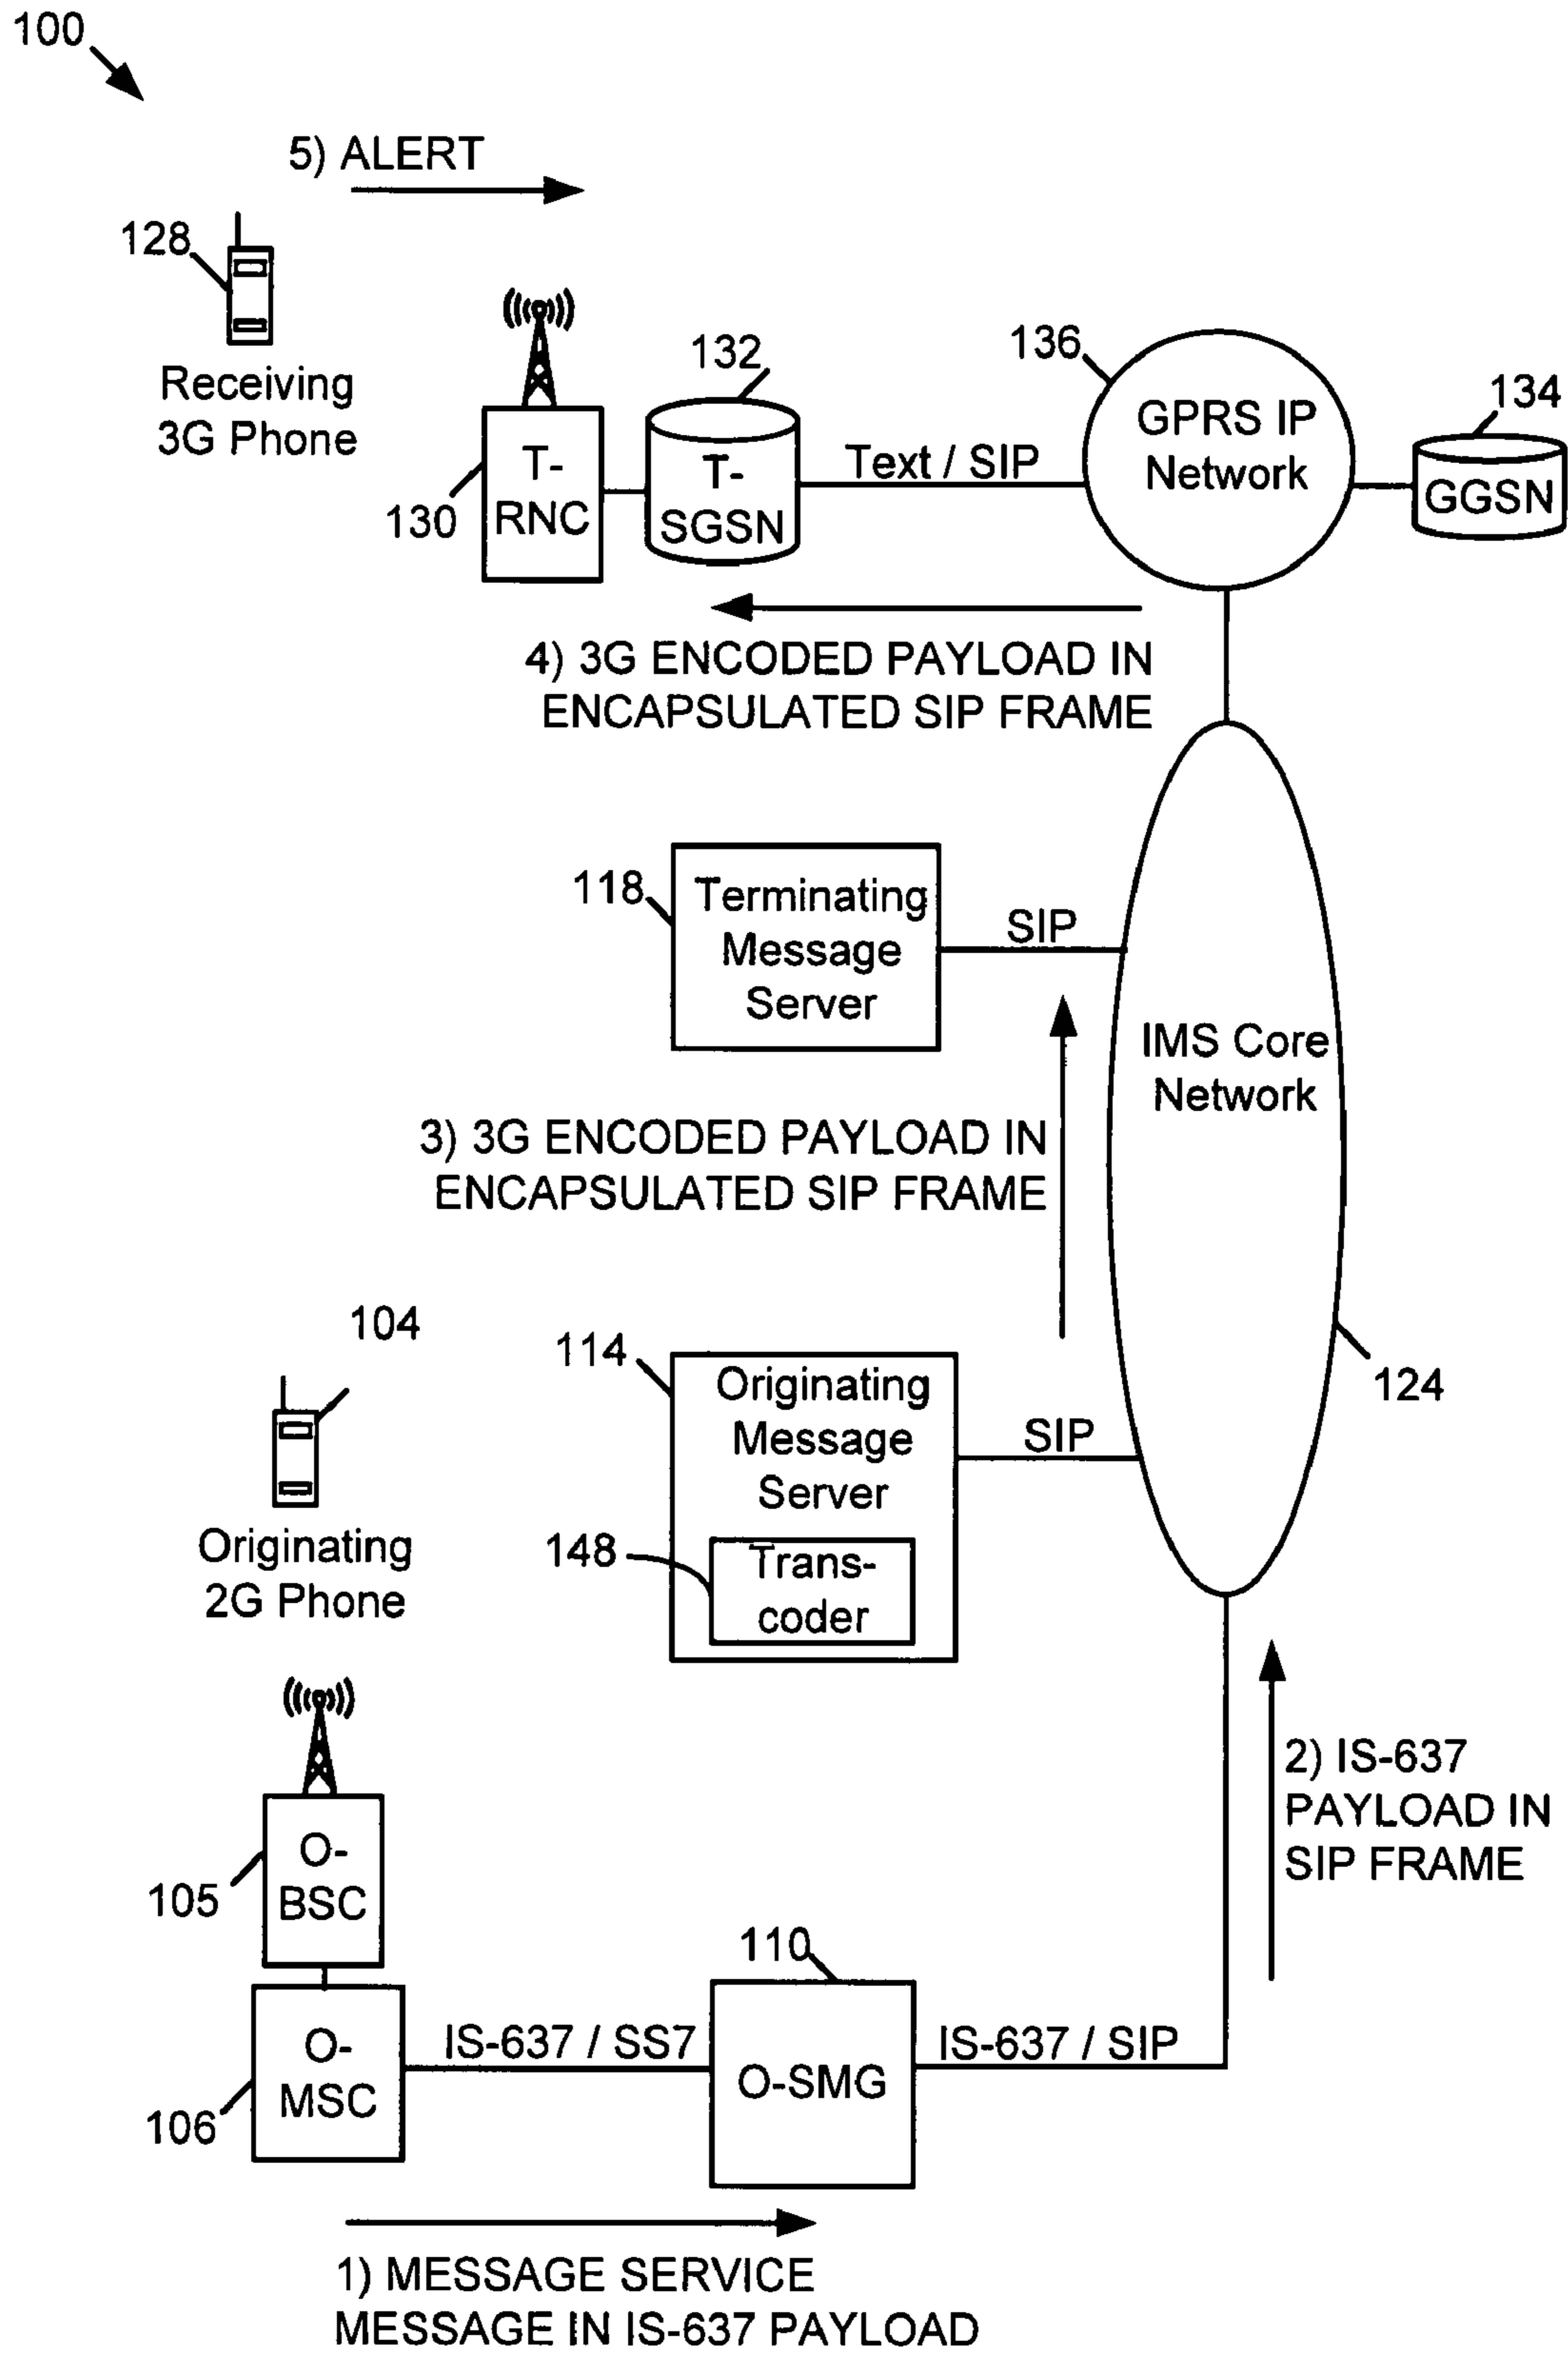 100
5) ALERT
128
Receiving
3G Phone
132
136
134
T-
RNC
130
T-
SGSN
Text / SIP
GPRS IP
Network
GGSN
4) 3G ENCODED PAYLOAD IN
ENCAPSULATED SIP FRAME
118
Terminating
Message
Server
SIP
IMS Core
Network
3) 3G ENCODED PAYLOAD IN
ENCAPSULATED SIP FRAME
104
114
Originating
Message
Server
SIP
124
148
Trans-
coder
Originating
2G Phone
2) IS-637
PAYLOAD IN
SIP FRAME
O-
BSC
105
110
O-
MSC
106
IS-637 / SS7
O-SMG
IS-637 / SIP
1) MESSAGE SERVICE
MESSAGE IN IS-637 PAYLOAD